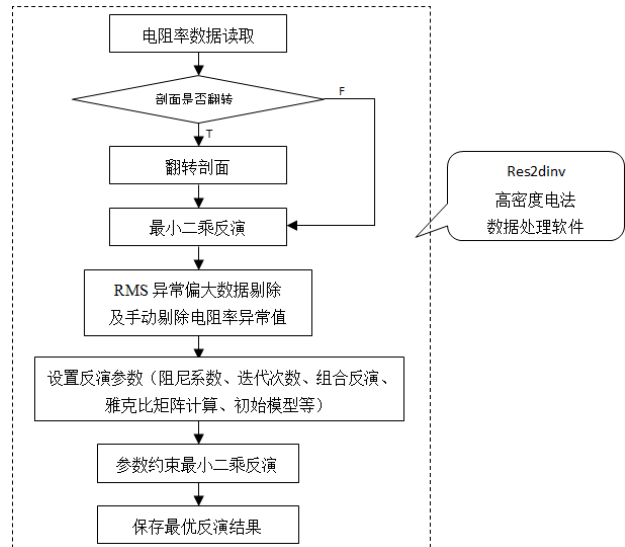 电阻率数据读取
剖面是否翻转
F
T
翻转剖面
最小二乘反演
RMS 异常偏大数据剔除
及手动剔除电阻率异常值
设置反演参数（阻尼系数、迭代次数、组合反演、
雅克比矩阵计算、初始模型等）
参数约束最小二乘反演
保存最优反演结果
Res2dinv
高密度电法
数据处理软件